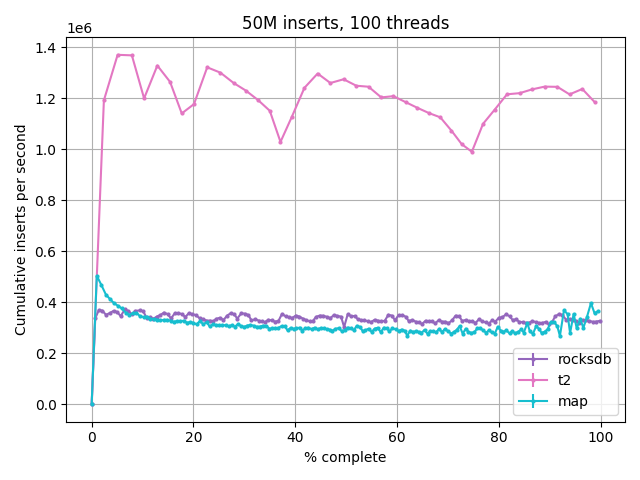 50M inserts, 100 threads
1e6
1.4
1.2
1.0
0.8
0.6
0.4
0.2
0.0
Cumulative inserts per second
rocksdb
t2
map
0 20 40 60 80 100
% complete